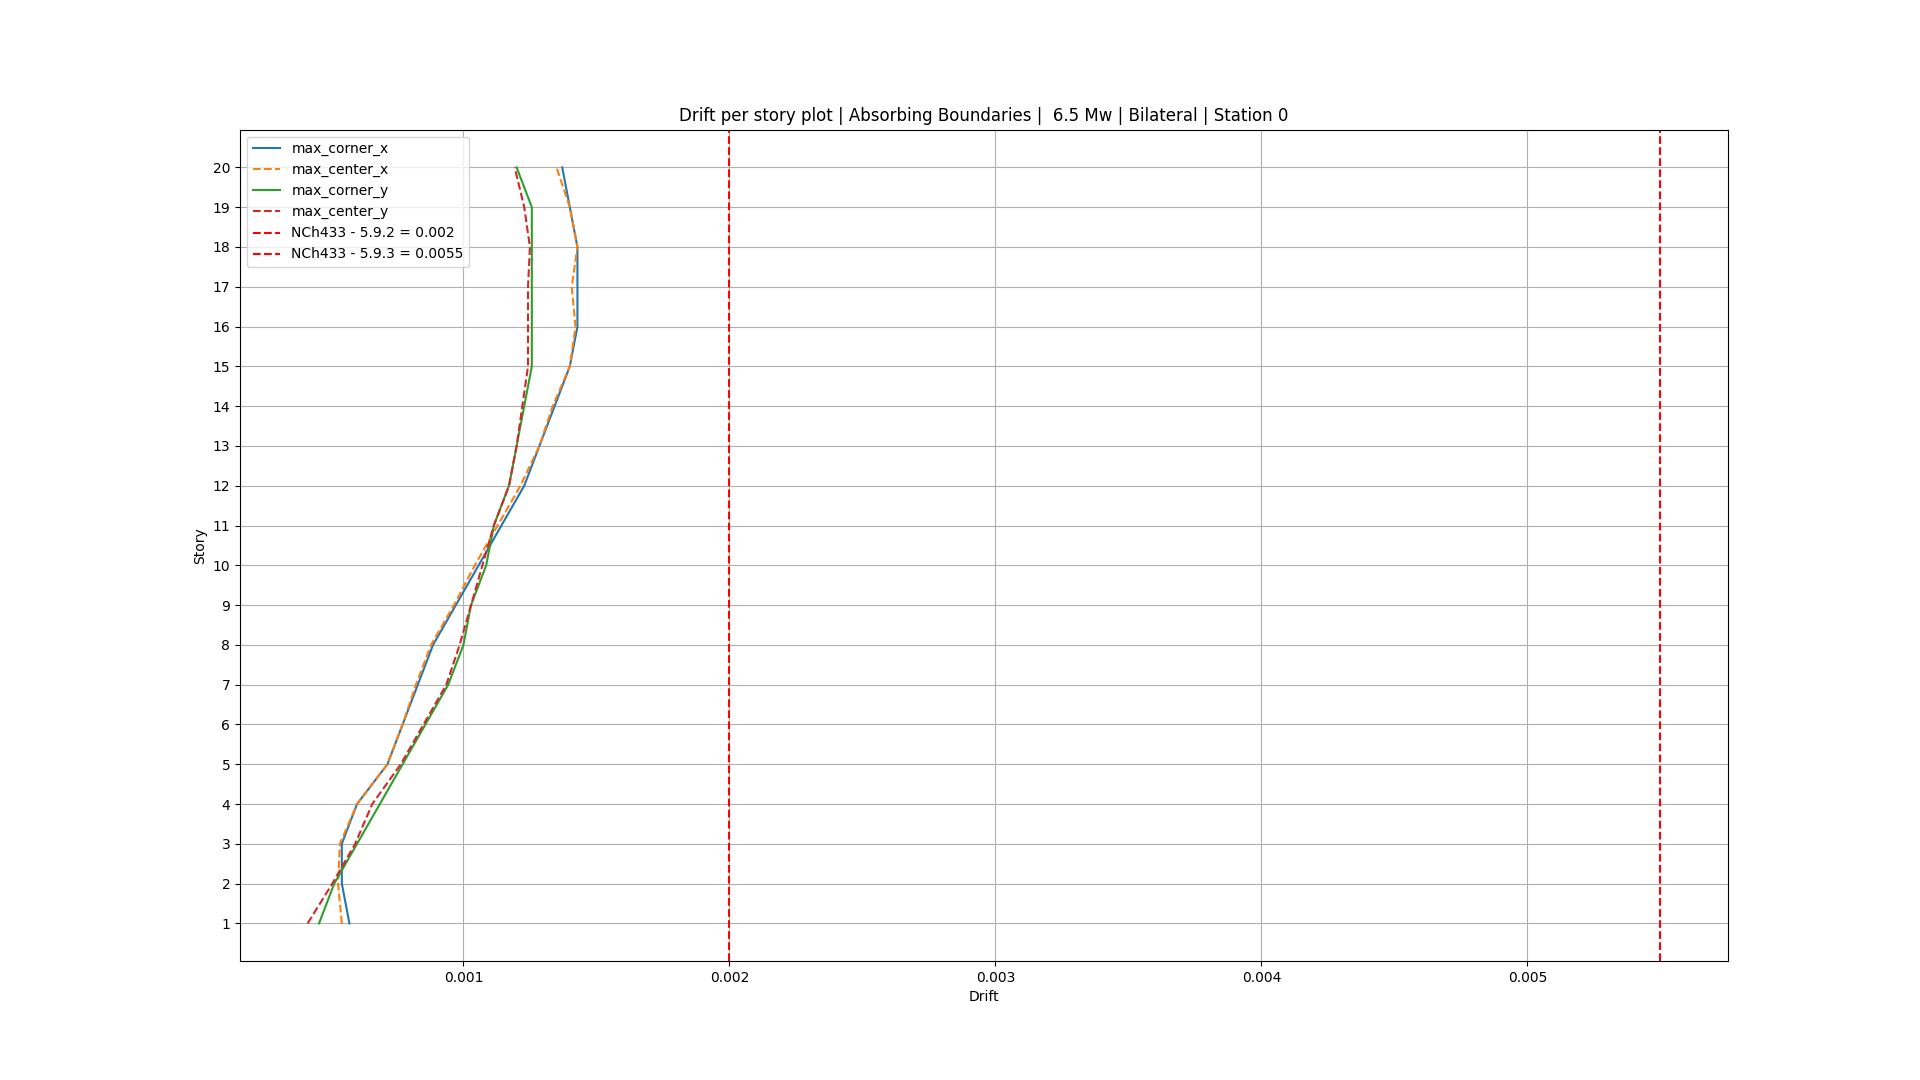 Drift per story plot | Absorbing Boundaries |  6.5 Mw | Bilateral | Station 0
max_corner_x
max_center_x
max_corner_y
max_center_y
NCh433 - 5.9.2 = 0.002
NCh433 - 5.9.3 = 0.0055
20
19
18
17
16
15
14
13
12
11
10
9
8
7
6
5
4
3
2
1
Story
0.001
0.002
0.003
0.004
0.005
Drift